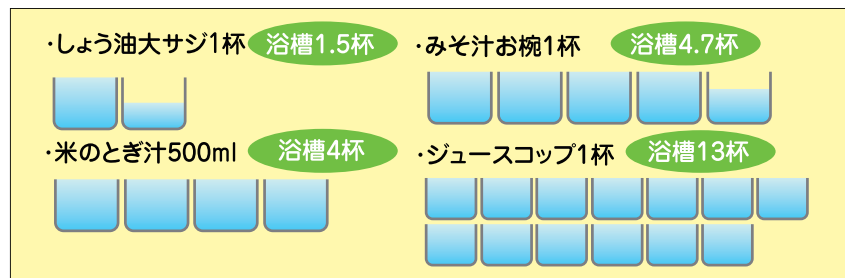 ・しょう油大サジ1杯 浴槽1.5杯
・みそ汁お椀1杯 浴槽4.7杯
・米のとぎ汁500ml 浴槽4杯
・ジュースコップ1杯 浴槽13杯